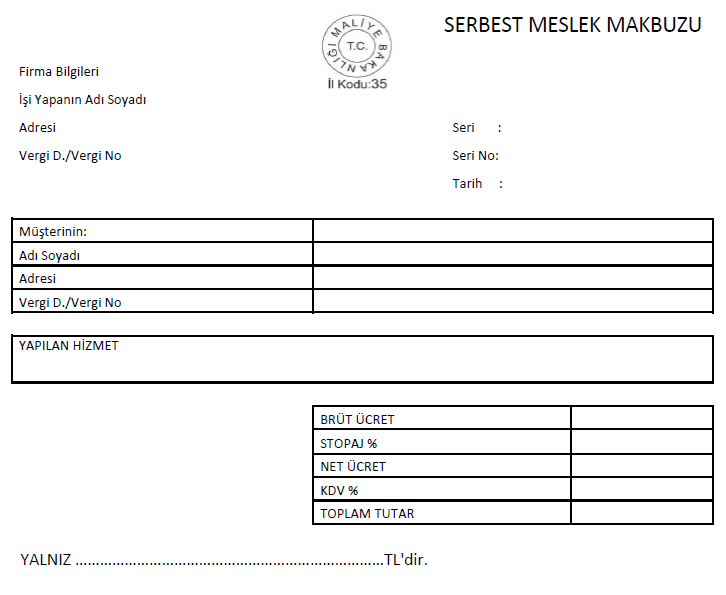 SERBEST MESLEK MAKBUZU
MALİYE BAKANLIĞI
T.C.
İl Kodu:35
Firma Bilgileri
İşi Yapanın Adı Soyadı
Adresi
Vergi D./Vergi No
Seri :
Seri No:
Tarih :
Müşterinin:
Adı Soyadı
Adresi
Vergi D./Vergi No
YAPILAN HİZMET
BRÜT ÜCRET
STOPAJ %
NET ÜCRET
KDV %
TOPLAM TUTAR
YALNIZ …………………………………………………………………TL'dir.